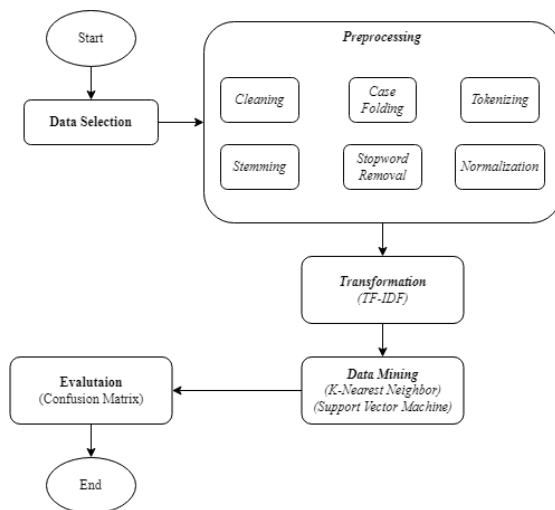 Start
Preprocessing
Cleaning
Case
Folding
Tokenizing
Data Selection
Stemming
Stopword
Removal
Normalization
Transformation
(TF-IDF)
Data Mining
(K-Nearest Neighbor)
(Support Vector Machine)
Evalutaion
(Confusion Matrix)
End